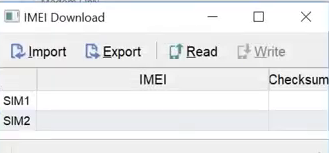 IMEI Download
Import Export Read Write
IMEI Checksum
SIM1
SIM2